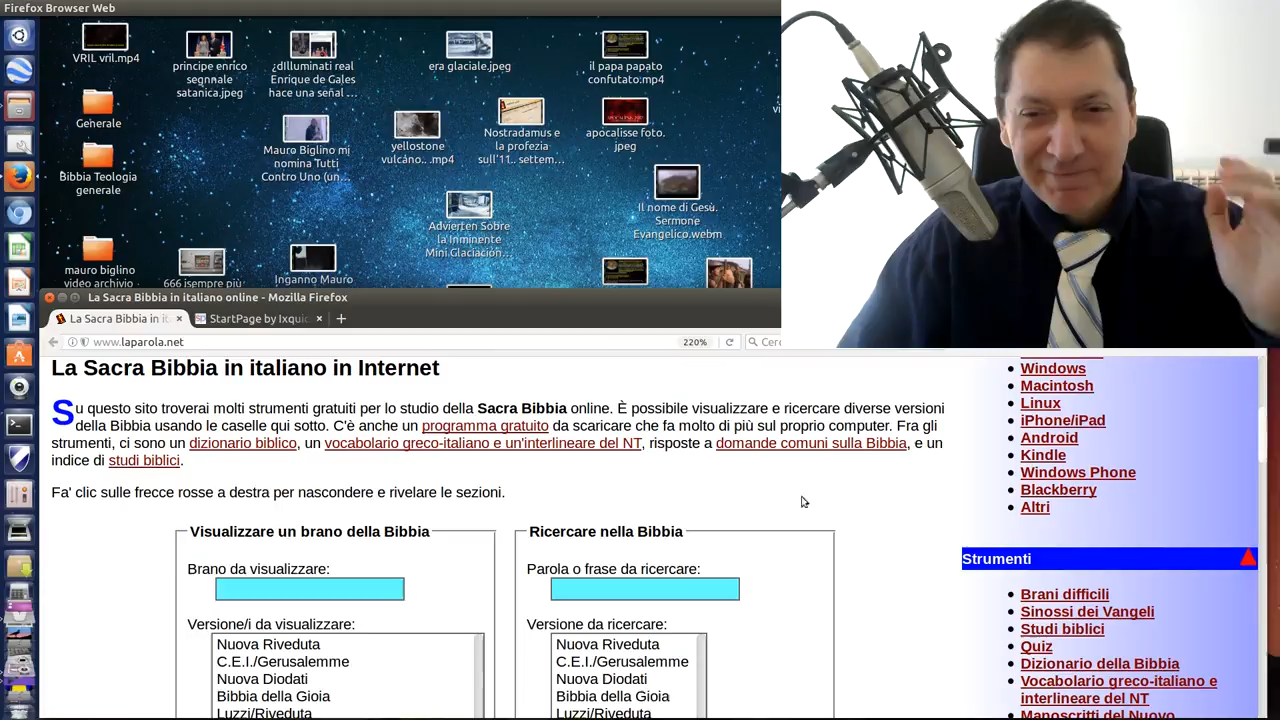 Firefox Browser Web
VRIL vril.mp4
principe enrico
segnnale
satanica.jpeg
¿dIlluminati real
Enrique de Gales
hace una señal ...
era glaciale.jpeg
il papa papato
confutato.mp4
Generale
Mauro Biglino mi
nomina Tutti
Contro Uno (un...
yellostone
vulcano. ..mp4
Nostradamus e
la profezia
sull'11.. settem...
apocalisse foto.
jpeg
Bibbia Teologia
generale
Advierten Sobre
la Inminente
Mini Glaciacion...
Il nome di Gesù.
Sermone
Evangelico.webm
mauro biglino
video archivio
666 isempre più
Inganno Mauro
La Sacra Bibbia in italiano online - Mozilla Firefox
La Sacra Bibbia in it
StartPage by Ixquic
www.laparola.net
220%
Cerc
La Sacra Bibbia in italiano in Internet
Su questo sito troverai molti strumenti gratuiti per lo studio della Sacra Bibbia online. È possibile visualizzare e ricercare diverse versioni
della Bibbia usando le caselle qui sotto. C'è anche un programma gratuito da scaricare che fa molto di più sul proprio computer. Fra gli
strumenti, ci sono un dizionario biblico, un vocabolario greco-italiano e un'interlineare del NT, risposte a domande comuni sulla Bibbia, e un
indice di studi biblici.
Fa' clic sulle frecce rosse a destra per nascondere e rivelare le sezioni.
Visualizzare un brano della Bibbia
Brano da visualizzare:
Versione/i da visualizzare:
Nuova Riveduta
C.E.I./Gerusalemme
Nuova Diodati
Bibbia della Gioia
Luzzi/Riveduta
Ricercare nella Bibbia
Parola o frase da ricercare:
Versione da ricercare:
Nuova Riveduta
C.E.I./Gerusalemme
Nuova Diodati
Bibbia della Gioia
Luzzi/Riveduta
Windows
Macintosh
Linux
iPhone/iPad
Android
Kindle
Windows Phone
Blackberry
Altri
Strumenti
Brani difficili
Sinossi dei Vangeli
Studi biblici
Quiz
Dizionario della Bibbia
Vocabolario greco-italiano e
interlineare del NT
Manoscritti del Nuovo